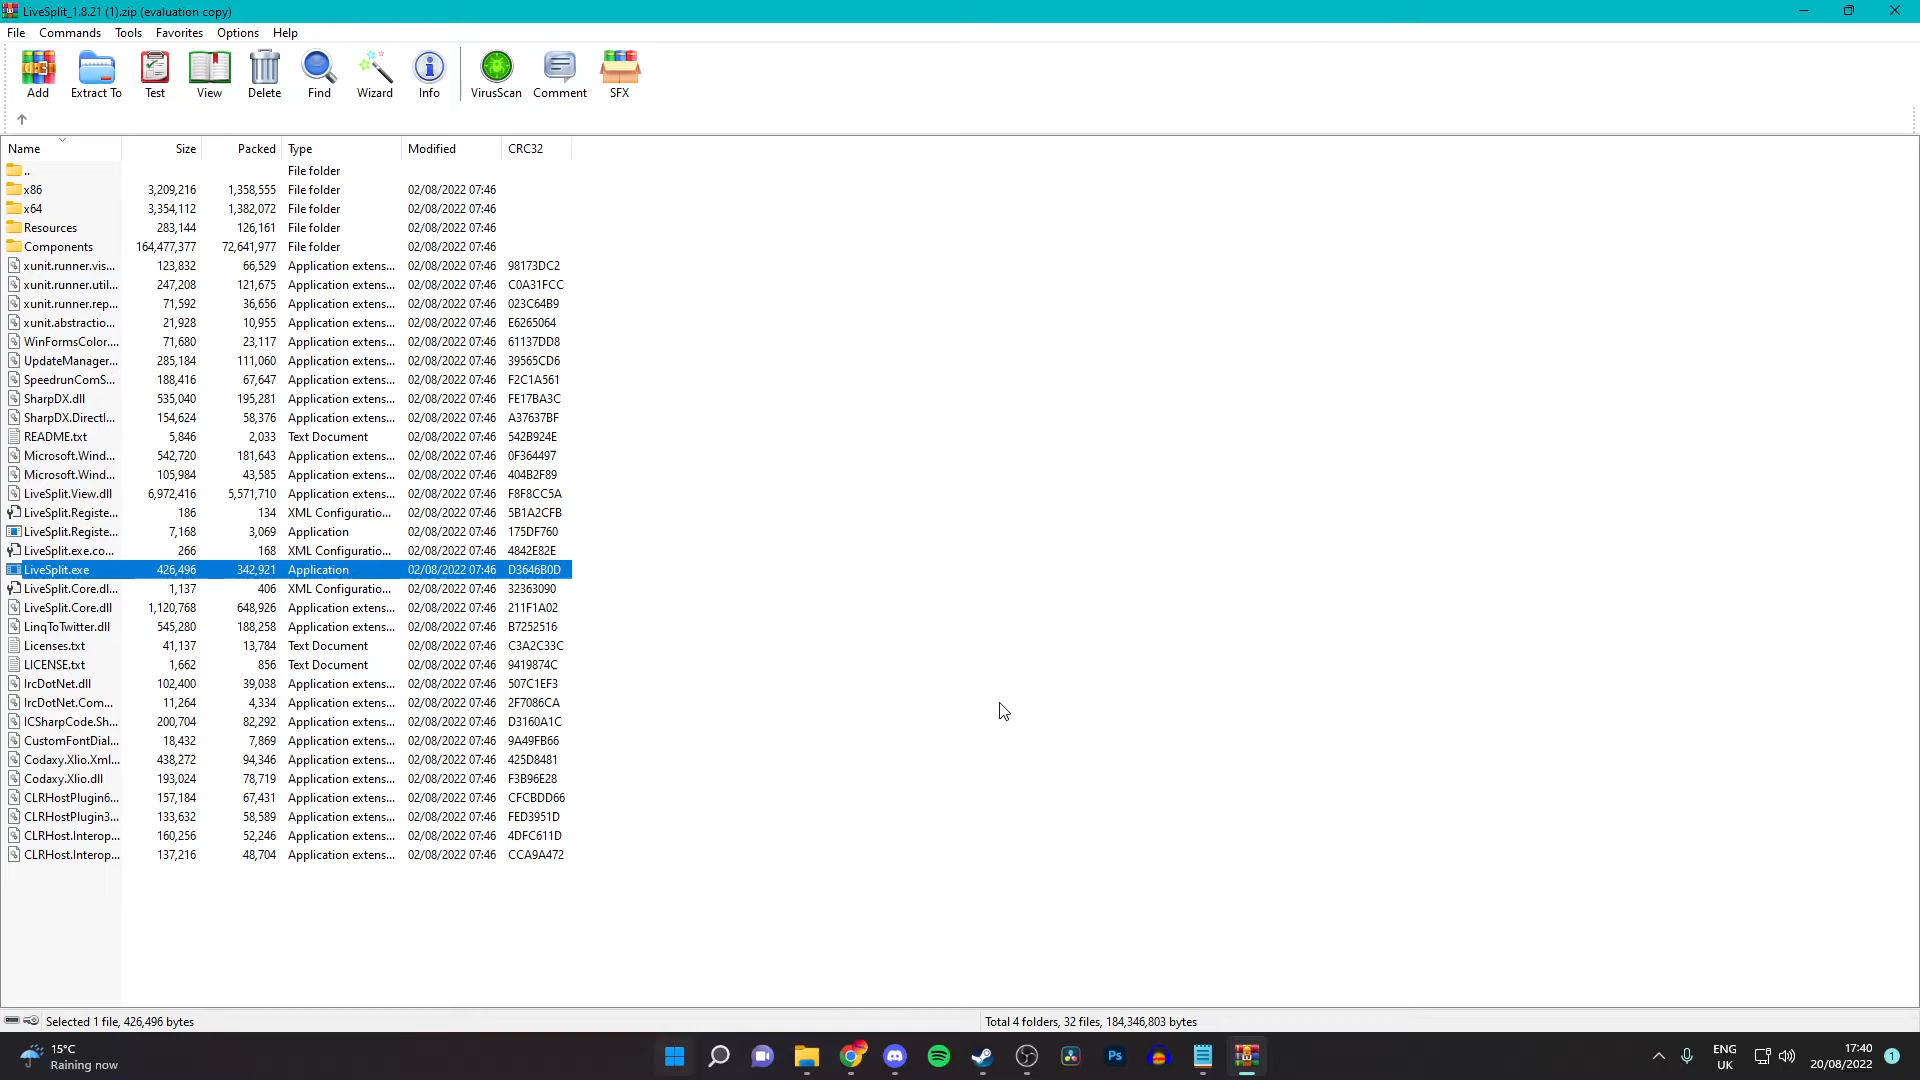 LiveSplit_1.8.21 (1).zip (evaluation copy)
File Commands Tools Favorites Options Help
Add Extract To Test View Delete Find Wizard Info VirusScan Comment SFX
Name Size Packed Type Modified CRC32
.. File folder
x86 3,209,216 1,358,555 File folder 02/08/2022 07:46
x64 3,354,112 1,382,072 File folder 02/08/2022 07:46
Resources 283,144 126,161 File folder 02/08/2022 07:46
Components 164,477,377 72,641,977 File folder 02/08/2022 07:46
xunit.runner.vis... 123,832 66,529 Application extens... 02/08/2022 07:46 98173DC2
xunit.runner.util... 247,208 121,675 Application extens... 02/08/2022 07:46 C0A31FCC
xunit.runner.rep... 71,592 36,656 Application extens... 02/08/2022 07:46 023C64B9
xunit.abstractio... 21,928 10,955 Application extens... 02/08/2022 07:46 E6265064
WinFormsColor.... 71,680 23,117 Application extens... 02/08/2022 07:46 61137DD8
UpdateManager... 285,184 111,060 Application extens... 02/08/2022 07:46 39565CD6
SpeedrunComS... 188,416 67,647 Application extens... 02/08/2022 07:46 F2C1A561
SharpDX.dll 535,040 195,281 Application extens... 02/08/2022 07:46 FE17BA3C
SharpDX.DirectI... 154,624 58,376 Application extens... 02/08/2022 07:46 A37637BF
README.txt 5,846 2,033 Text Document 02/08/2022 07:46 542B924E
Microsoft.Wind... 542,720 181,643 Application extens... 02/08/2022 07:46 0F364497
Microsoft.Wind... 105,984 43,585 Application extens... 02/08/2022 07:46 404B2F89
LiveSplit.View.dll 6,972,416 5,571,710 Application extens... 02/08/2022 07:46 F8F8CC5A
LiveSplit.Registe... 186 134 XML Configuratio... 02/08/2022 07:46 5B1A2CFB
LiveSplit.Registe... 7,168 3,069 Application 02/08/2022 07:46 175DF760
LiveSplit.exe.co... 266 168 XML Configuratio... 02/08/2022 07:46 4842E82E
LiveSplit.exe 426,496 342,921 Application 02/08/2022 07:46 D3646B0D
LiveSplit.Core.dl... 1,137 406 XML Configuratio... 02/08/2022 07:46 32363090
LiveSplit.Core.dll 1,120,768 648,926 Application extens... 02/08/2022 07:46 211F1A02
LinqToTwitter.dll 545,280 188,258 Application extens... 02/08/2022 07:46 B7252516
Licenses.txt 41,137 13,784 Text Document 02/08/2022 07:46 C3A2C33C
LICENSE.txt 1,662 856 Text Document 02/08/2022 07:46 9419874C
IrcDotNet.dll 102,400 39,038 Application extens... 02/08/2022 07:46 507C1EF3
IrcDotNet.Com... 11,264 4,334 Application extens... 02/08/2022 07:46 2F7086CA
ICSharpCode.Sh... 200,704 82,292 Application extens... 02/08/2022 07:46 D3160A1C
CustomFontDial... 18,432 7,869 Application extens... 02/08/2022 07:46 9A49FB66
Codaxy.Xlio.Xml... 438,272 94,346 Application extens... 02/08/2022 07:46 425D8481
Codaxy.Xlio.dll 193,024 78,719 Application extens... 02/08/2022 07:46 F3B96E28
CLRHostPlugin6... 157,184 67,431 Application extens... 02/08/2022 07:46 CFCBDD66
CLRHostPlugin3... 133,632 58,589 Application extens... 02/08/2022 07:46 FED3951D
CLRHost.Interop... 160,256 52,246 Application extens... 02/08/2022 07:46 4DFC611D
CLRHost.Interop... 137,216 48,704 Application extens... 02/08/2022 07:46 CCA9A472
Selected 1 file, 426,496 bytes Total 4 folders, 32 files, 184,346,803 bytes
15°C
Raining now
Ps
ENG
UK
17:40
20/08/2022
1